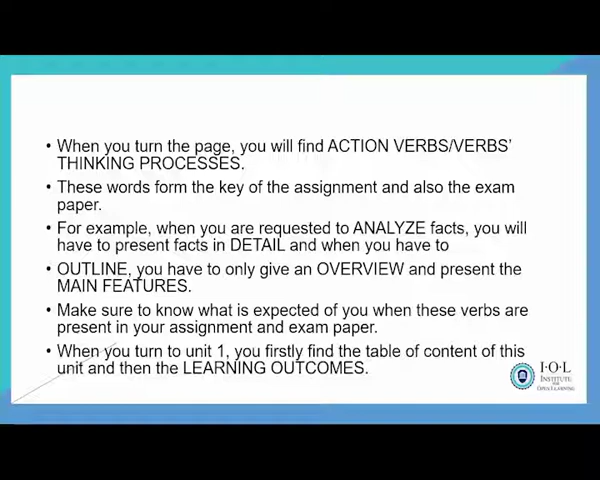 • When you turn the page, you will find ACTION VERBS/VERBS'
THINKING PROCESSES.
• These words form the key of the assignment and also the exam
paper.
• For example, when you are requested to ANALYZE facts, you will
have to present facts in DETAIL and when you have to
• OUTLINE, you have to only give an OVERVIEW and present the
MAIN FEATURES.
• Make sure to know what is expected of you when these verbs are
present in your assignment and exam paper.
• When you turn to unit 1, you firstly find the table of content of this
unit and then the LEARNING OUTCOMES.
I·O·L
INSTITUTE
FOR
OPEN LEARNING